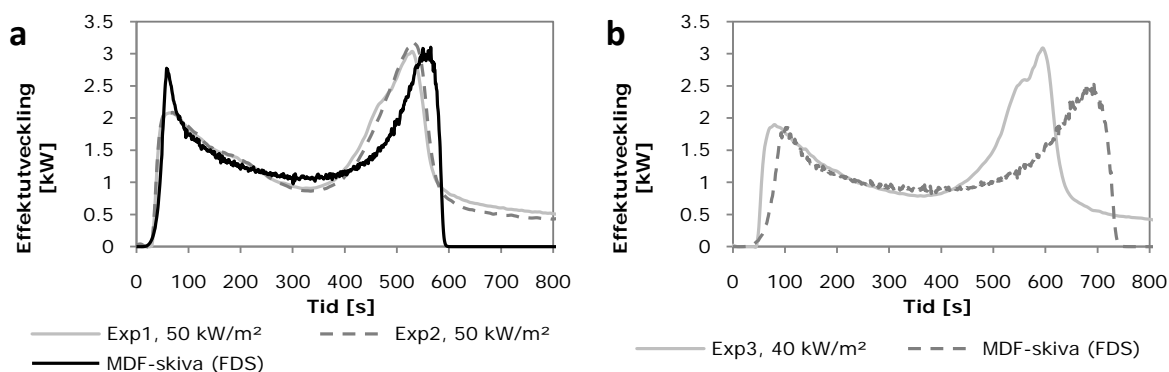 a
3.5
3
2.5
2
1.5
1
0.5
0
Effektutveckling
[kW]
0 100 200 300 400 500 600 700 800
Tid [s]
Exp1, 50 kW/m² Exp2, 50 kW/m²
MDF-skiva (FDS)
b
3.5
3
2.5
2
1.5
1
0.5
0
Effektutveckling
[kW]
0 100 200 300 400 500 600 700 800
Tid [s]
Exp3, 40 kW/m² MDF-skiva (FDS)